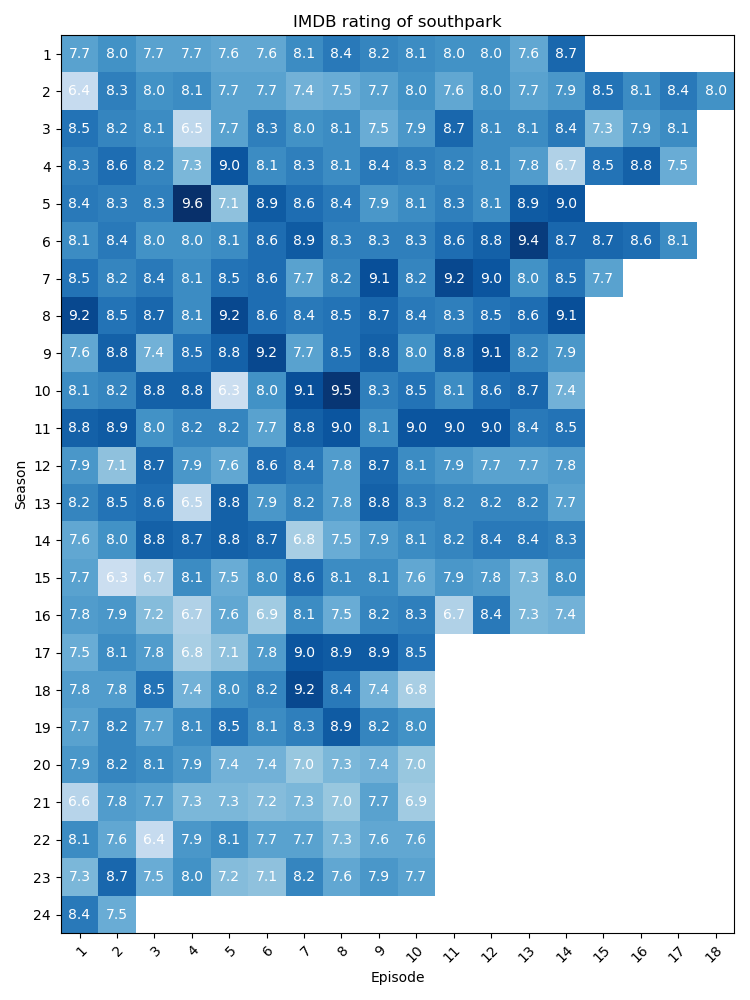 IMDB rating of southpark
1 7.7 8.0 7.7 7.7 7.6 7.6 8.1 8.4 8.2 8.1 8.0 8.0 7.6 8.7
2 6.4 8.3 8.0 8.1 7.7 7.7 7.4 7.5 7.7 8.0 7.6 8.0 7.7 7.9 8.5 8.1 8.4 8.0
3 8.5 8.2 8.1 6.5 7.7 8.3 8.0 8.1 7.5 7.9 8.7 8.1 8.1 8.4 7.3 7.9 8.1
4 8.3 8.6 8.2 7.3 9.0 8.1 8.3 8.1 8.4 8.3 8.2 8.1 7.8 6.7 8.5 8.8 7.5
5 8.4 8.3 8.3 9.6 7.1 8.9 8.6 8.4 7.9 8.1 8.3 8.1 8.9 9.0
6 8.1 8.4 8.0 8.0 8.1 8.6 8.9 8.3 8.3 8.3 8.6 8.8 9.4 8.7 8.7 8.6 8.1
7 8.5 8.2 8.4 8.1 8.5 8.6 7.7 8.2 9.1 8.2 9.2 9.0 8.0 8.5 7.7
8 9.2 8.5 8.7 8.1 9.2 8.6 8.4 8.5 8.7 8.4 8.3 8.5 8.6 9.1
9 7.6 8.8 7.4 8.5 8.8 9.2 7.7 8.5 8.8 8.0 8.8 9.1 8.2 7.9
10 8.1 8.2 8.8 8.8 6.3 8.0 9.1 9.5 8.3 8.5 8.1 8.6 8.7 7.4
11 8.8 8.9 8.0 8.2 8.2 7.7 8.8 9.0 8.1 9.0 9.0 9.0 8.4 8.5
12 7.9 7.1 8.7 7.9 7.6 8.6 8.4 7.8 8.7 8.1 7.9 7.7 7.7 7.8
13 8.2 8.5 8.6 6.5 8.8 7.9 8.2 7.8 8.8 8.3 8.2 8.2 8.2 7.7
14 7.6 8.0 8.8 8.7 8.8 8.7 6.8 7.5 7.9 8.1 8.2 8.4 8.4 8.3
15 7.7 6.3 6.7 8.1 7.5 8.0 8.6 8.1 8.1 7.6 7.9 7.8 7.3 8.0
16 7.8 7.9 7.2 6.7 7.6 6.9 8.1 7.5 8.2 8.3 6.7 8.4 7.3 7.4
17 7.5 8.1 7.8 6.8 7.1 7.8 9.0 8.9 8.9 8.5
18 7.8 7.8 8.5 7.4 8.0 8.2 9.2 8.4 7.4 6.8
19 7.7 8.2 7.7 8.1 8.5 8.1 8.3 8.9 8.2 8.0
20 7.9 8.2 8.1 7.9 7.4 7.4 7.0 7.3 7.4 7.0
21 6.6 7.8 7.7 7.3 7.3 7.2 7.3 7.0 7.7 6.9
22 8.1 7.6 6.4 7.9 8.1 7.7 7.7 7.3 7.6 7.6
23 7.3 8.7 7.5 8.0 7.2 7.1 8.2 7.6 7.9 7.7
24 8.4 7.5
1 2 3 4 5 6 7 8 9 10 11 12 13 14 15 16 17 18
Episode
Season